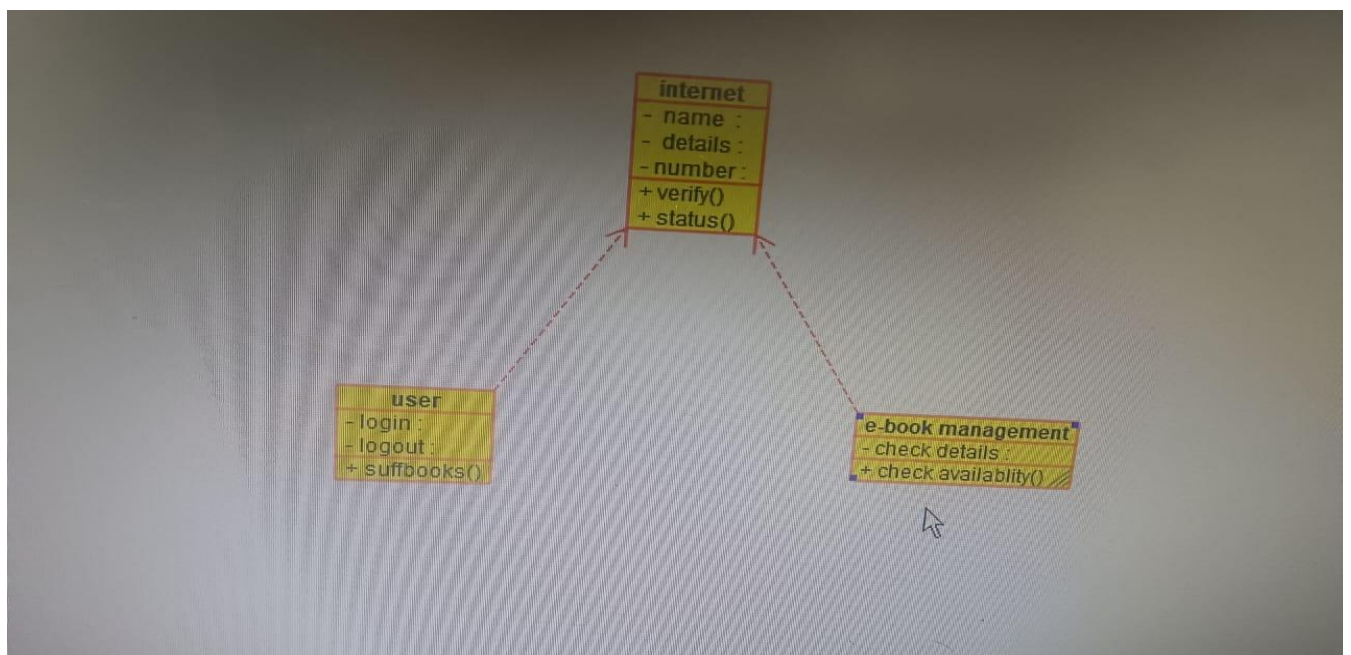 internet
- name :
- details :
- number :
+ verify()
+ status()
user
- login :
- logout :
+ suffbooks()
e-book management
- check details :
+ check availablity()